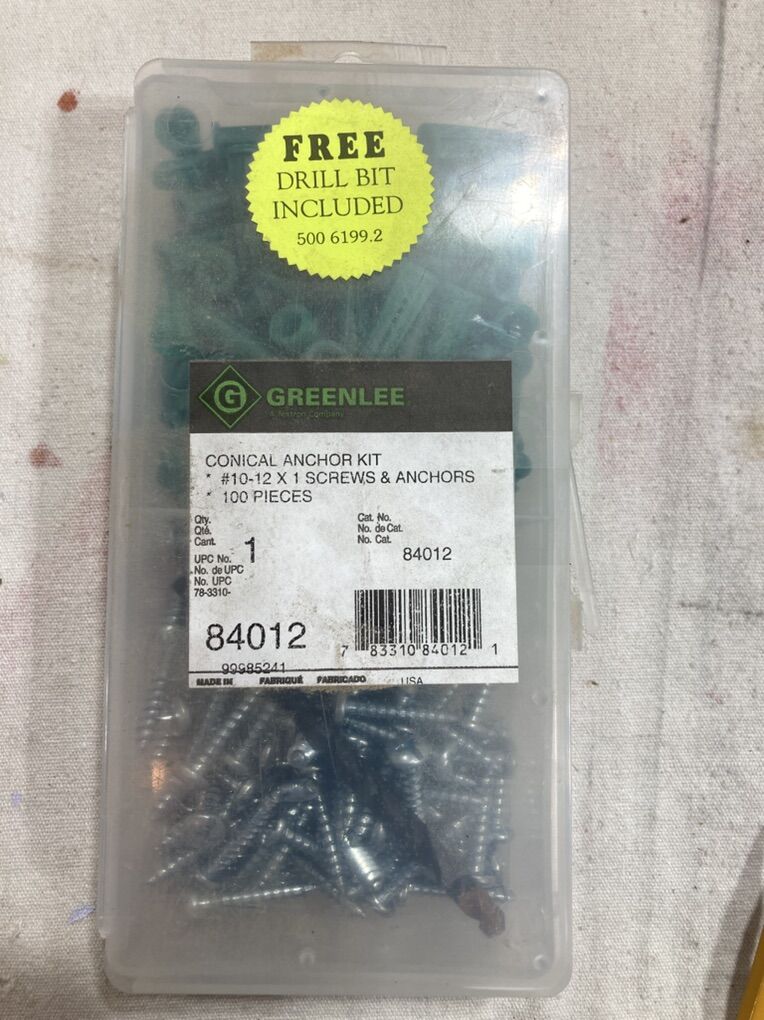 FREE
DRILL BIT
INCLUDED
500 6199.2
G GREENLEE
A Textron Company
CONICAL ANCHOR KIT
* #10-12 X 1 SCREWS & ANCHORS
* 100 PIECES
Qty.
Qté.
Cant.
1
UPC No.
No. de UPC
No. UPC
78-3310-
84012
99985241
Cat. No.
No. de Cat.
No. Cat.
84012
7 83310 84012 1
MADE IN FABRIQUÉ FABRICADO USA